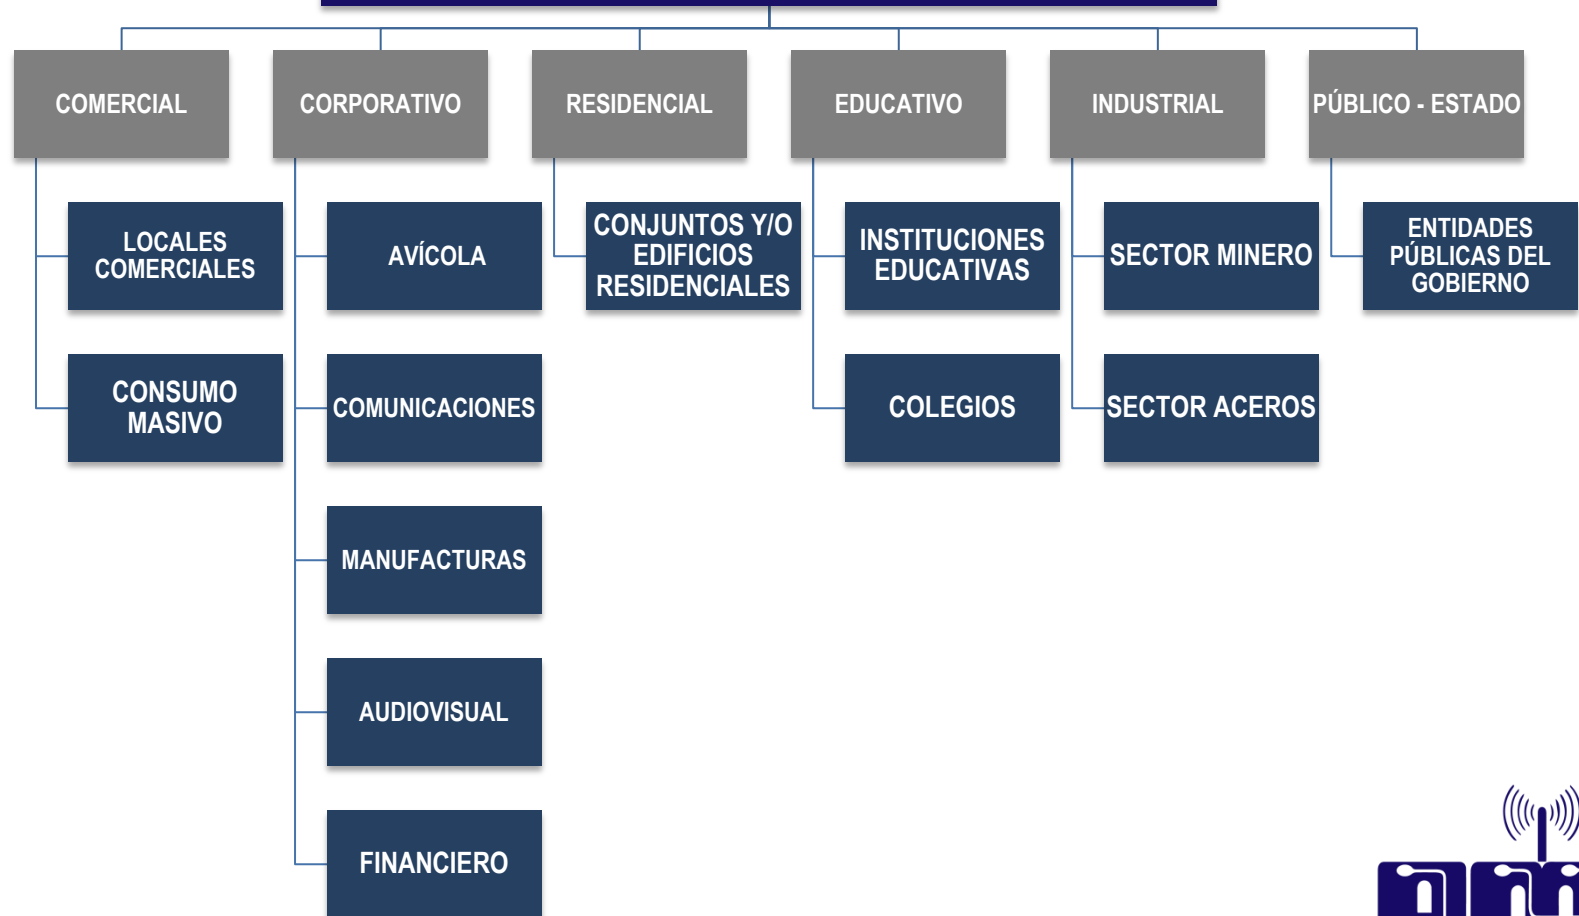 COMERCIAL
CORPORATIVO
RESIDENCIAL
EDUCATIVO
INDUSTRIAL
PÚBLICO - ESTADO
LOCALES
COMERCIALES
CONSUMO
MASIVO
AVÍCOLA
COMUNICACIONES
MANUFACTURAS
AUDIOVISUAL
FINANCIERO
CONJUNTOS Y/O
EDIFICIOS
RESIDENCIALES
INSTITUCIONES
EDUCATIVAS
COLEGIOS
SECTOR MINERO
SECTOR ACEROS
ENTIDADES
PÚBLICAS DEL
GOBIERNO